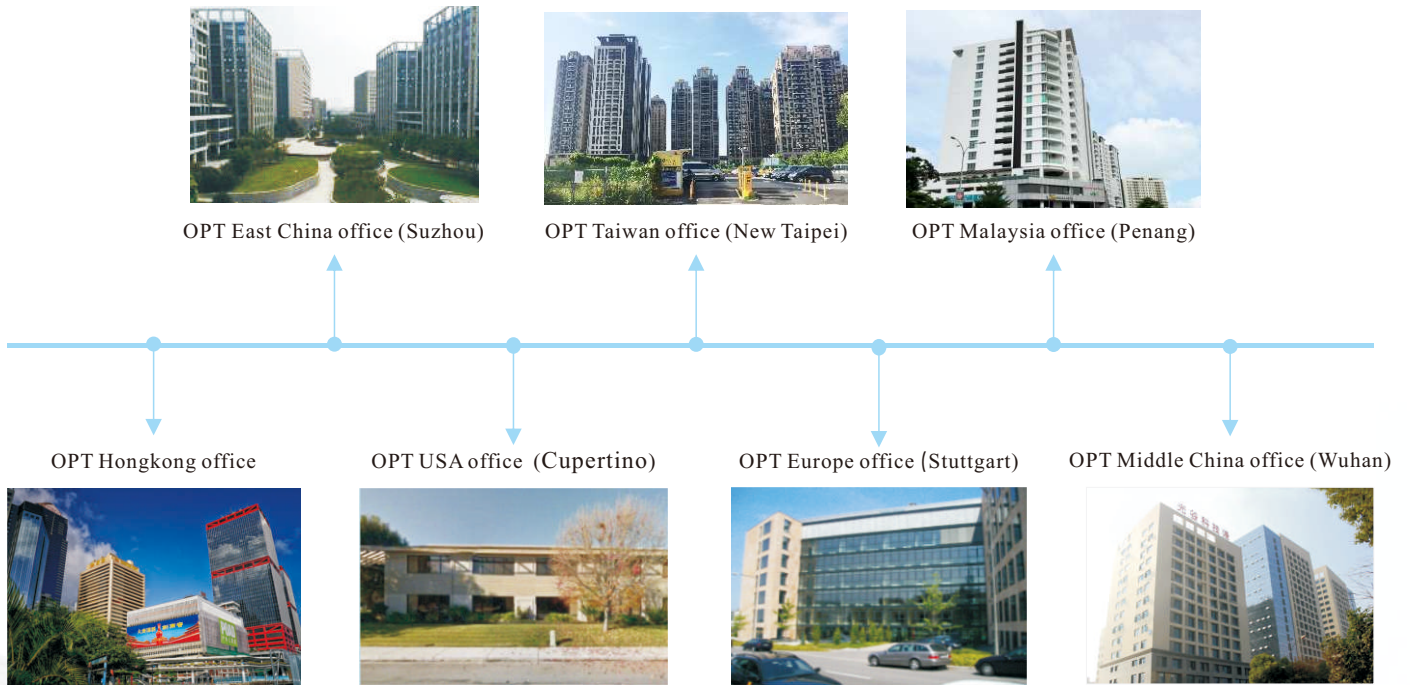 OPT East China office (Suzhou)
OPT Taiwan office (New Taipei)
OPT Malaysia office (Penang)
OPT Hongkong office
OPT USA office (Cupertino)
OPT Europe office (Stuttgart)
OPT Middle China office (Wuhan)